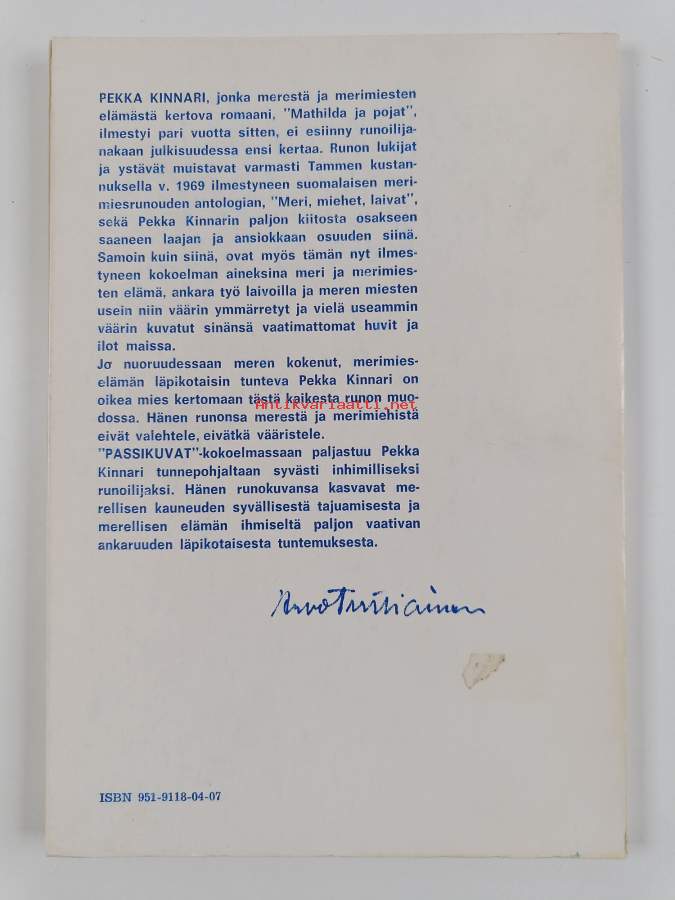 PEKKA KINNARI, jonka merestä ja merimiesten
elämästä kertova romaani, "Mathilda ja pojat",
ilmestyi pari vuotta sitten, ei esiinny runoilija-
nakaan julkisuudessa ensi kertaa. Runon lukijat
ja ystävät muistavat varmasti Tammen kustan-
nuksella v. 1969 ilmestyneen suomalaisen meri-
miesrunouden antologian, "Meri, miehet, laivat",
sekä Pekka Kinnarin paljon kiitosta osakseen
saaneen laajan ja ansiokkaan osuuden siinä.
Samoin kuin siinä, ovat myös tämän nyt ilmes-
tyneen kokoelman aineksina meri ja merimies-
ten elämä, ankara työ laivoilla ja meren miesten
usein niin väärin ymmärretyt ja vielä useammin
väärin kuvatut sinänsä vaatimattomat huvit ja
ilot maissa.
Jo nuoruudessaan meren kokenut, merimies-
elämän läpikotaisin tunteva Pekka Kinnari on
oikea mies kertomaan tästä kaikesta runon muo-
Antikvariaatti.net
dossa. Hänen runonsa merestä ja merimiehistä
eivät valehtele, eivätkä vääristele.
"PASSIKUVAT"-kokoelmassaan paljastuu Pekka
Kinnari tunnepohjaltaan syvästi inhimilliseksi
runoilijaksi. Hänen runokuvansa kasvavat me-
rellisen kauneuden syvällisestä tajuamisesta ja
merellisen elämän ihmiseltä paljon vaativan
ankaruuden läpikotaisesta tuntemuksesta.
Arvo Turtiainen
ISBN 951-9118-04-07